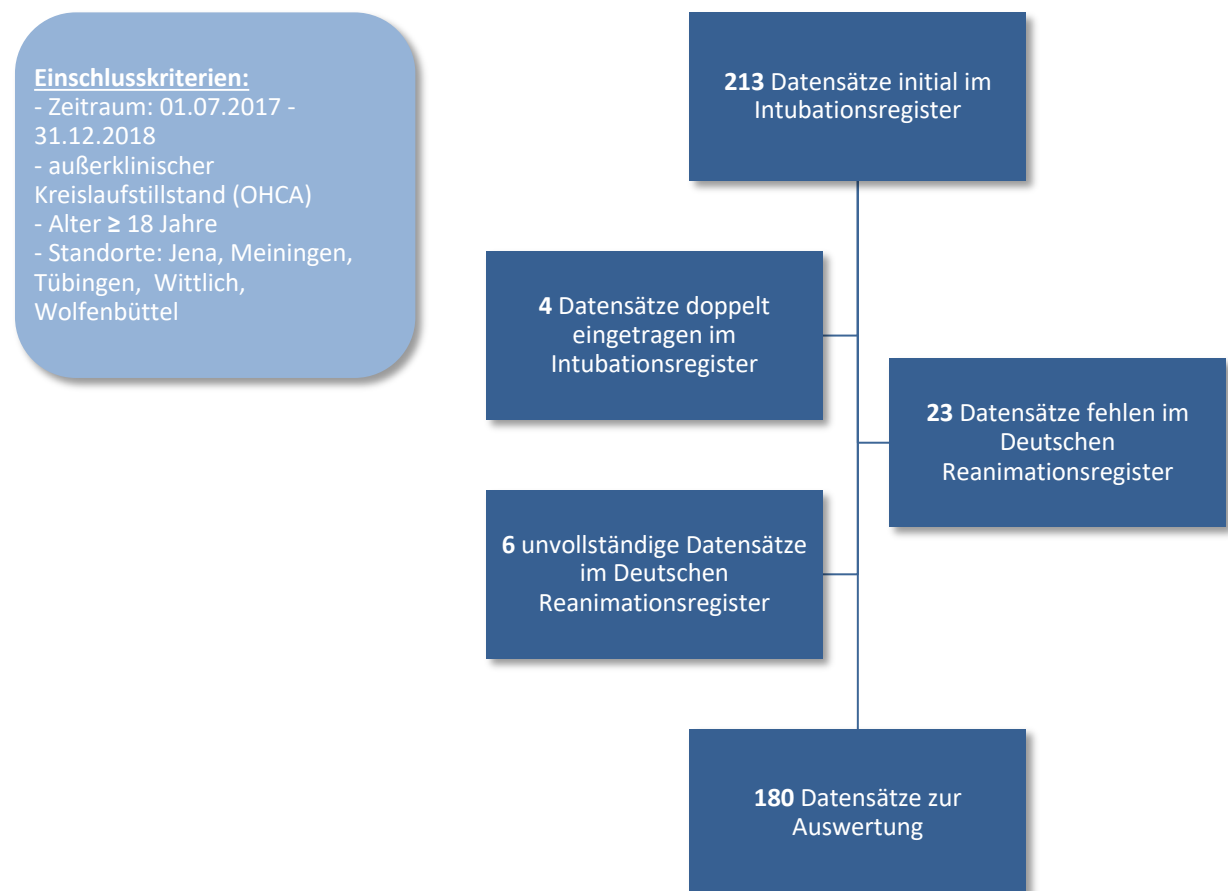 Einschlusskriterien:
- Zeitraum: 01.07.2017 -
31.12.2018
- außerklinischer
Kreislaufstillstand (OHCA)
- Alter ≥ 18 Jahre
- Standorte: Jena, Meiningen,
Tübingen, Wittlich,
Wolfenbüttel
213 Datensätze initial im
Intubationsregister
4 Datensätze doppelt
eingetragen im
Intubationsregister
23 Datensätze fehlen im
Deutschen
Reanimationsregister
6 unvollständige Datensätze
im Deutschen
Reanimationsregister
180 Datensätze zur
Auswertung